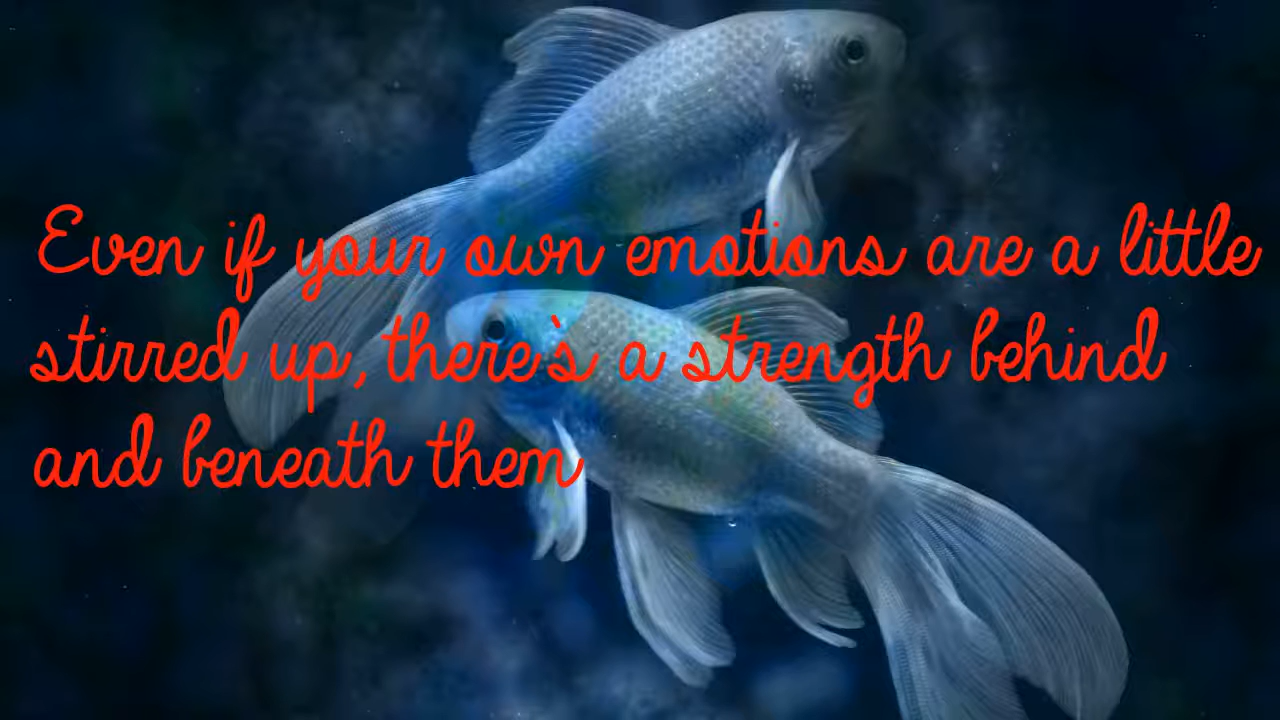 Even if your own emotions are a little
stirred up, there's a strength behind
and beneath them